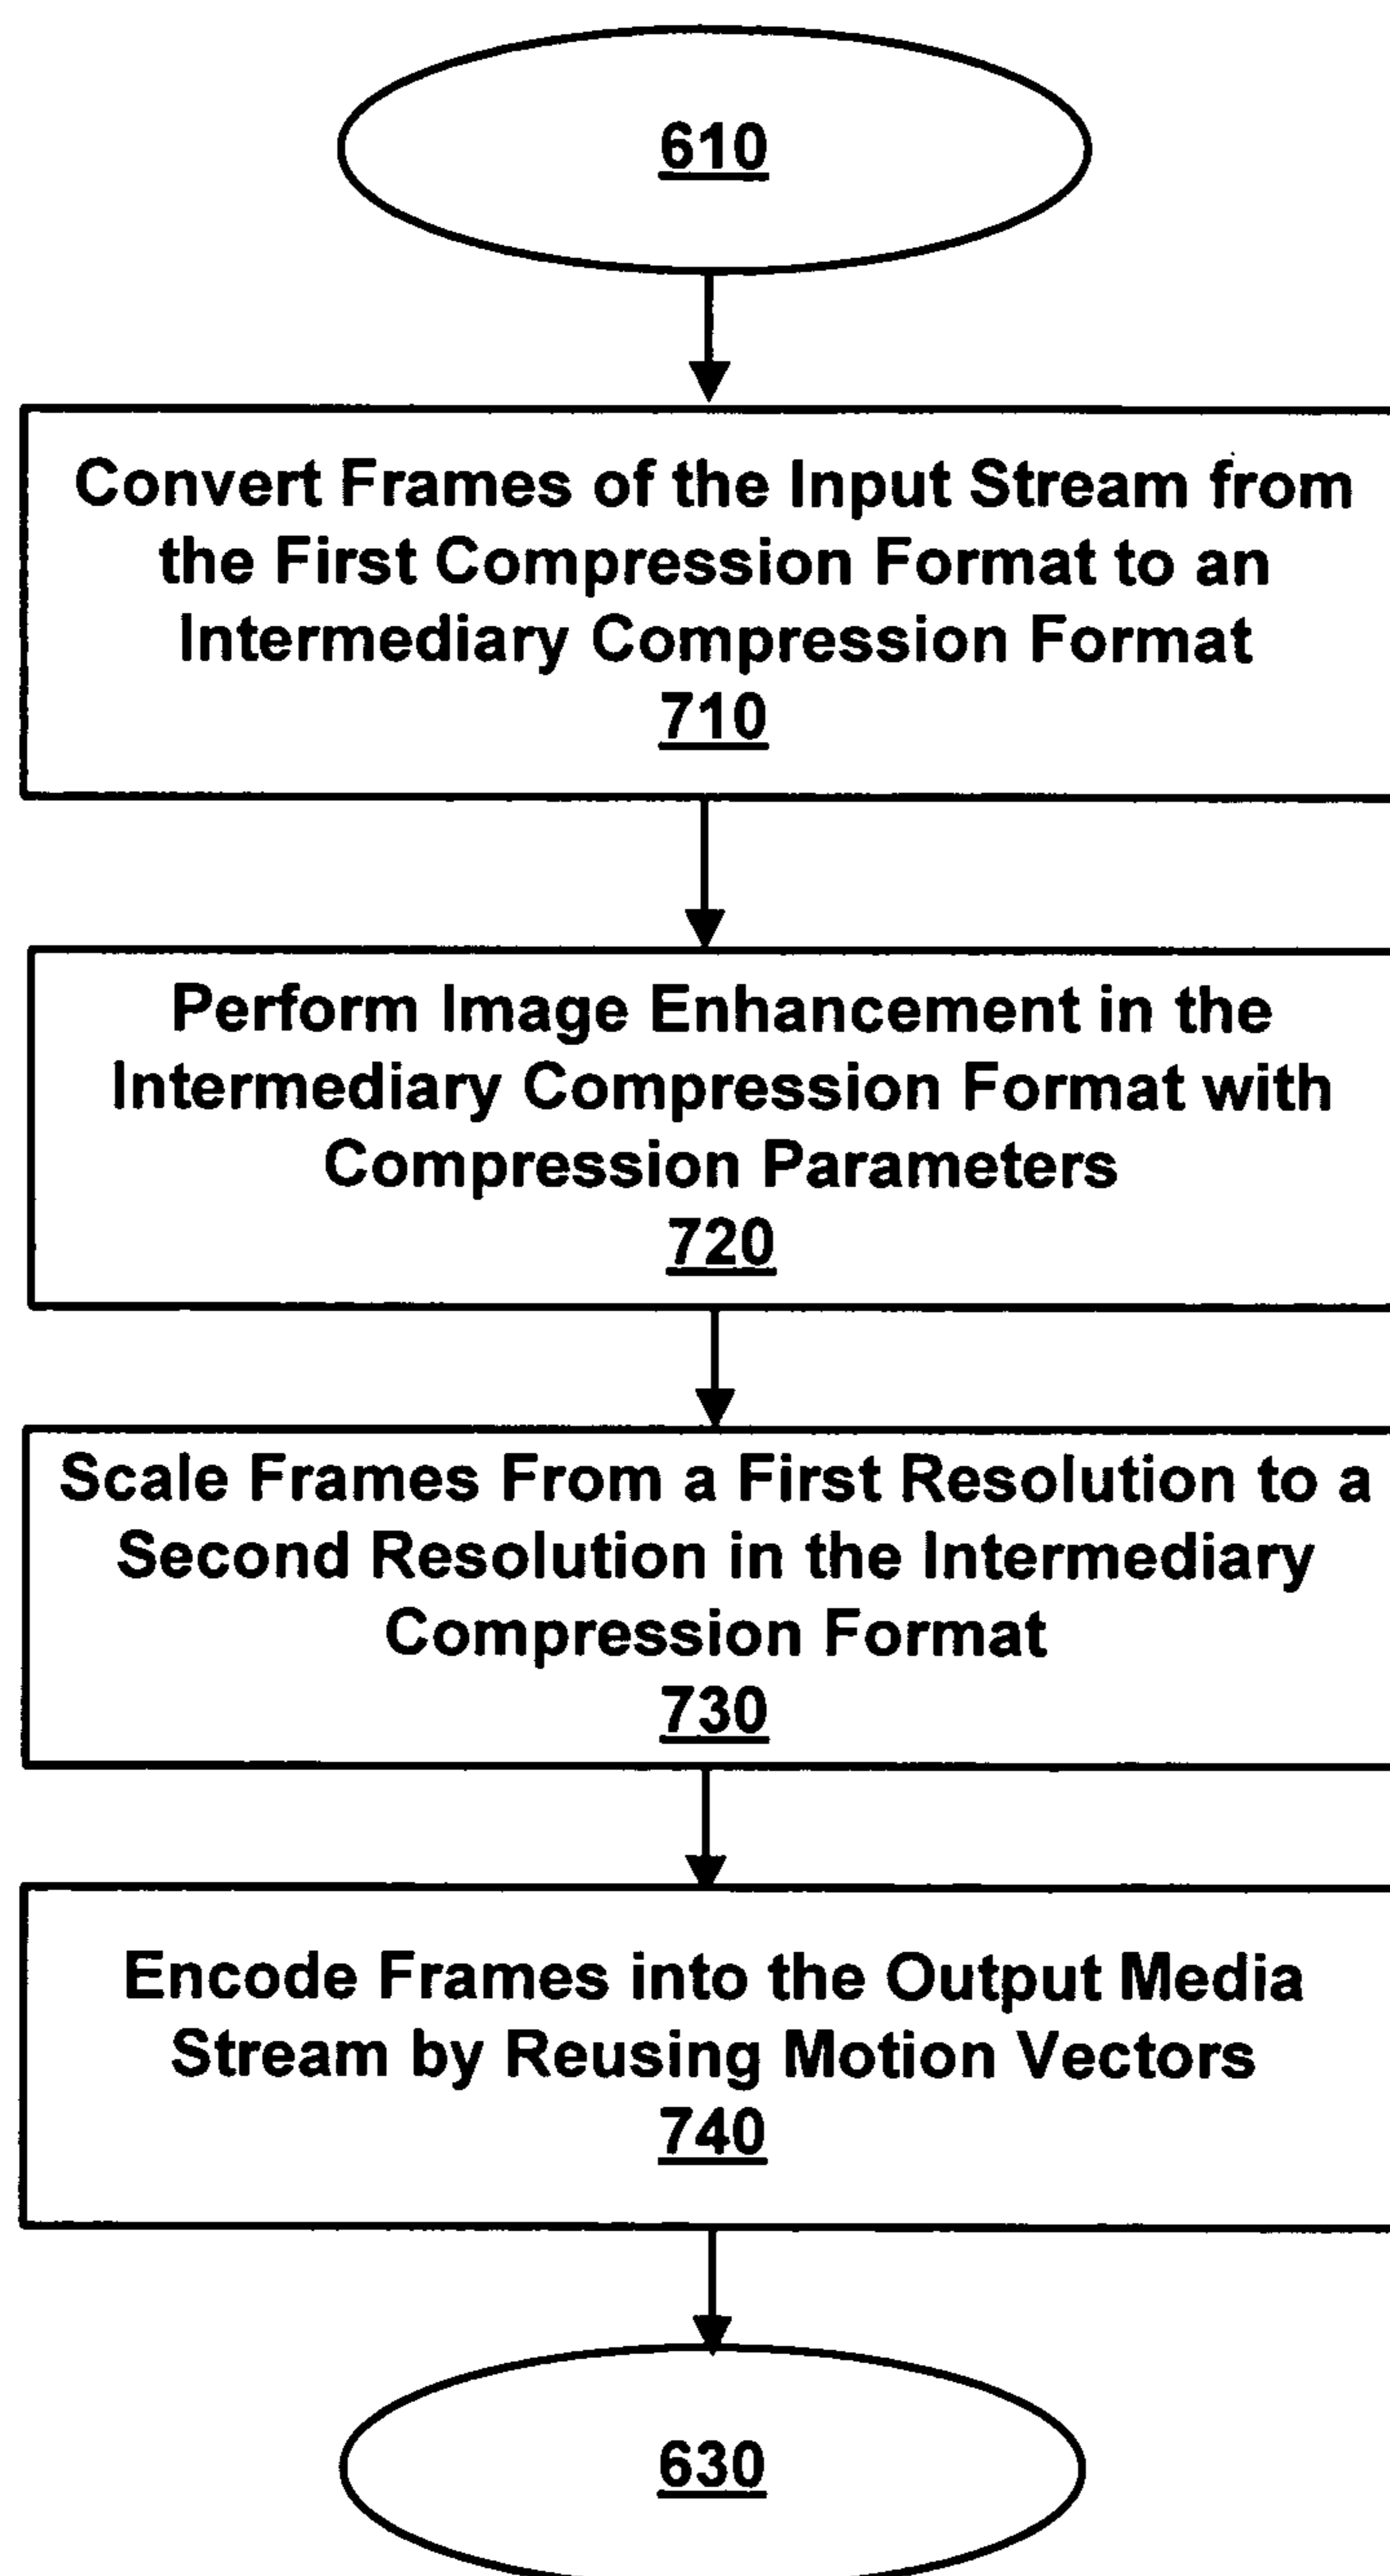 610
Convert Frames of the Input Stream from
the First Compression Format to an
Intermediary Compression Format
710
Perform Image Enhancement in the
Intermediary Compression Format with
Compression Parameters
720
Scale Frames From a First Resolution to a
Second Resolution in the Intermediary
Compression Format
730
Encode Frames into the Output Media
Stream by Reusing Motion Vectors
740
630